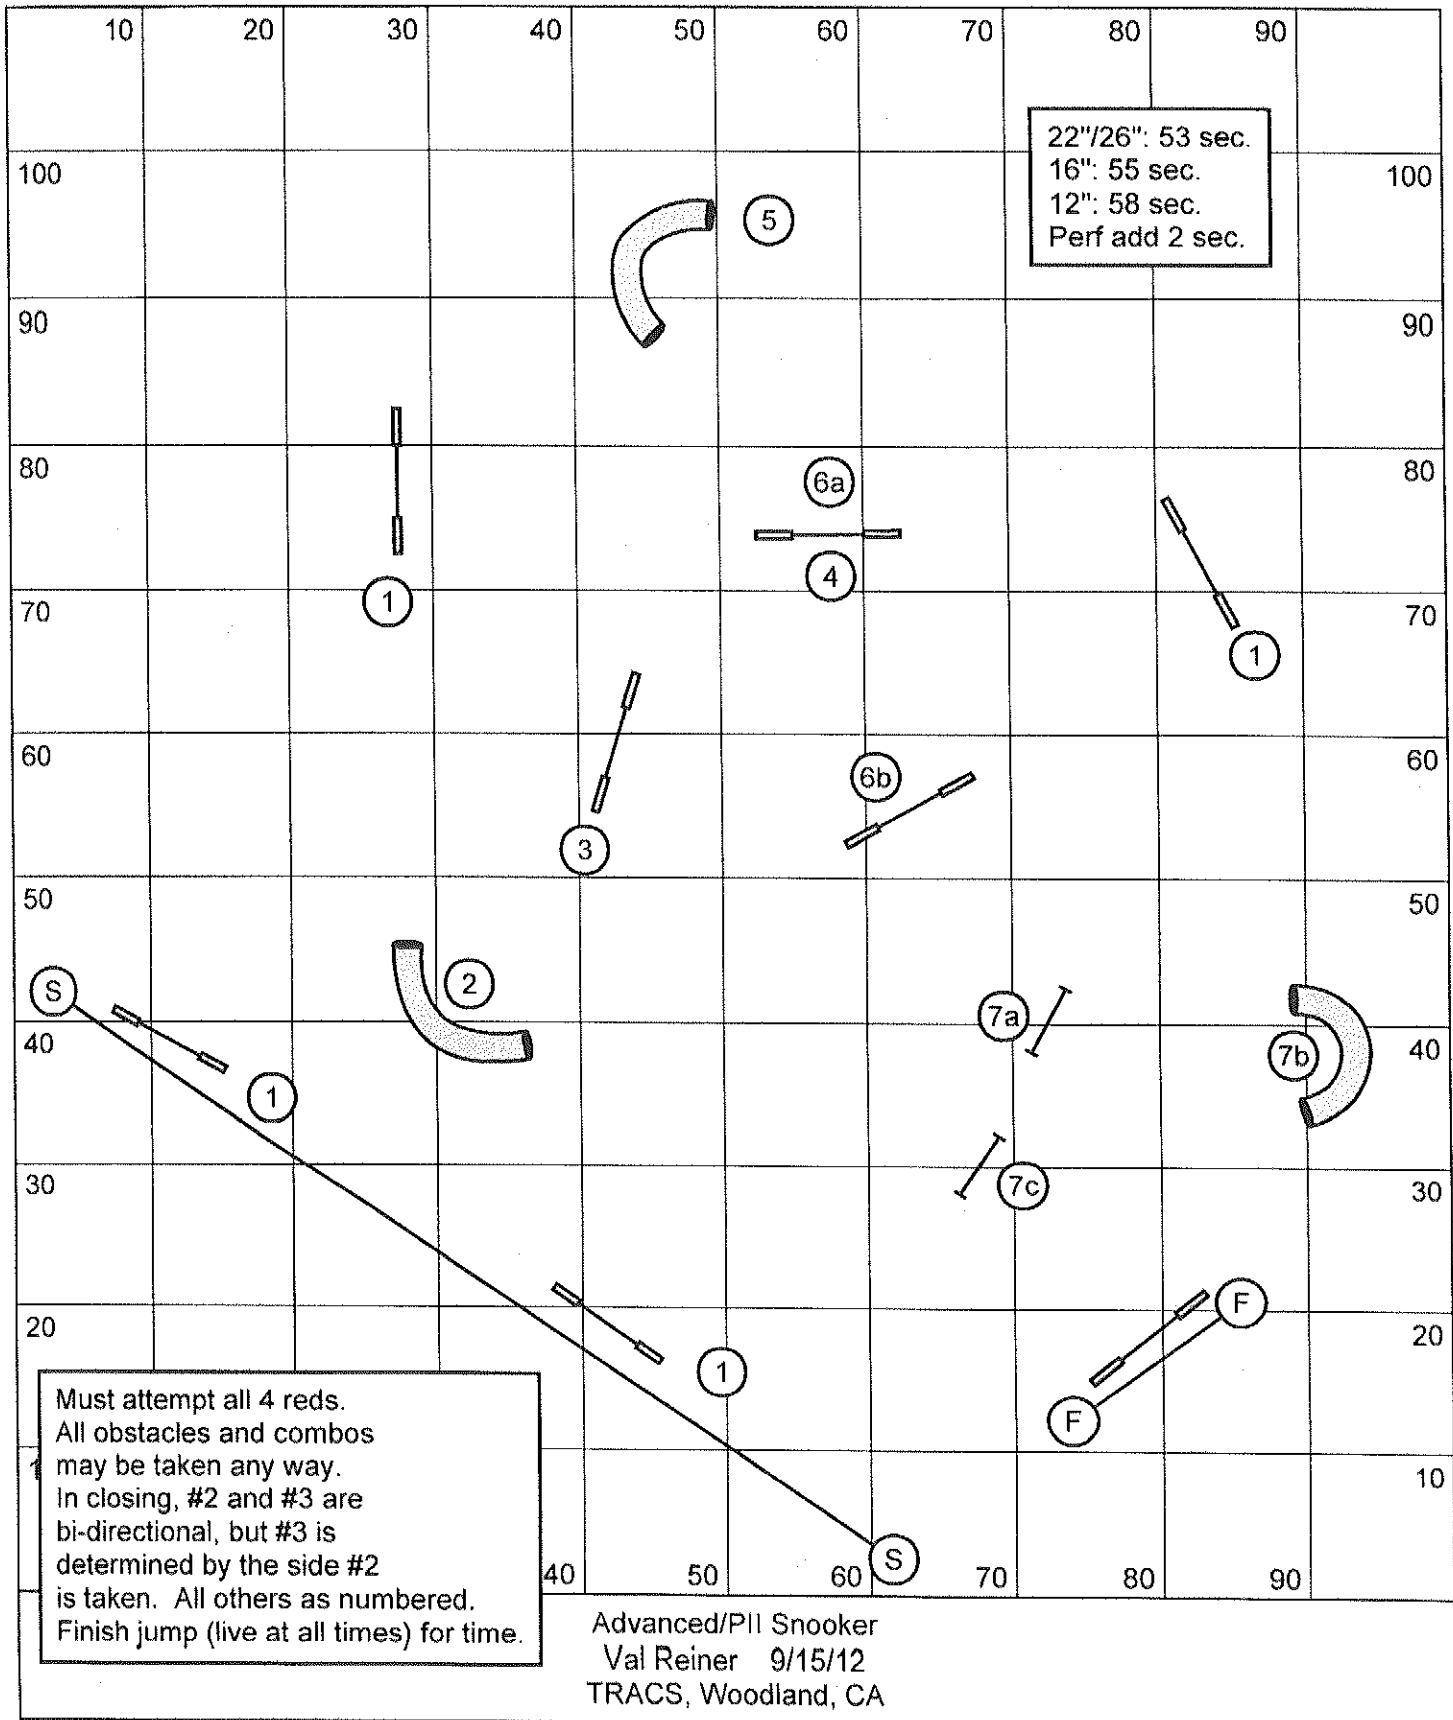 10 20 30 40 50 60 70 80 90
22"/26": 53 sec.
16": 55 sec.
12": 58 sec.
Perf add 2 sec.
100 100
5
90 90
80 80
6a
4
1
70 70
1
60 60
6b
3
50 50
S
2
7a
7b
40 40
1
30 30
7c
F
20 20
1
F
Must attempt all 4 reds.
All obstacles and combos
may be taken any way.
In closing, #2 and #3 are
bi-directional, but #3 is
determined by the side #2
is taken. All others as numbered.
Finish jump (live at all times) for time.
10
S
40 50 60 70 80 90
Advanced/PII Snooker
Val Reiner 9/15/12
TRACS, Woodland, CA